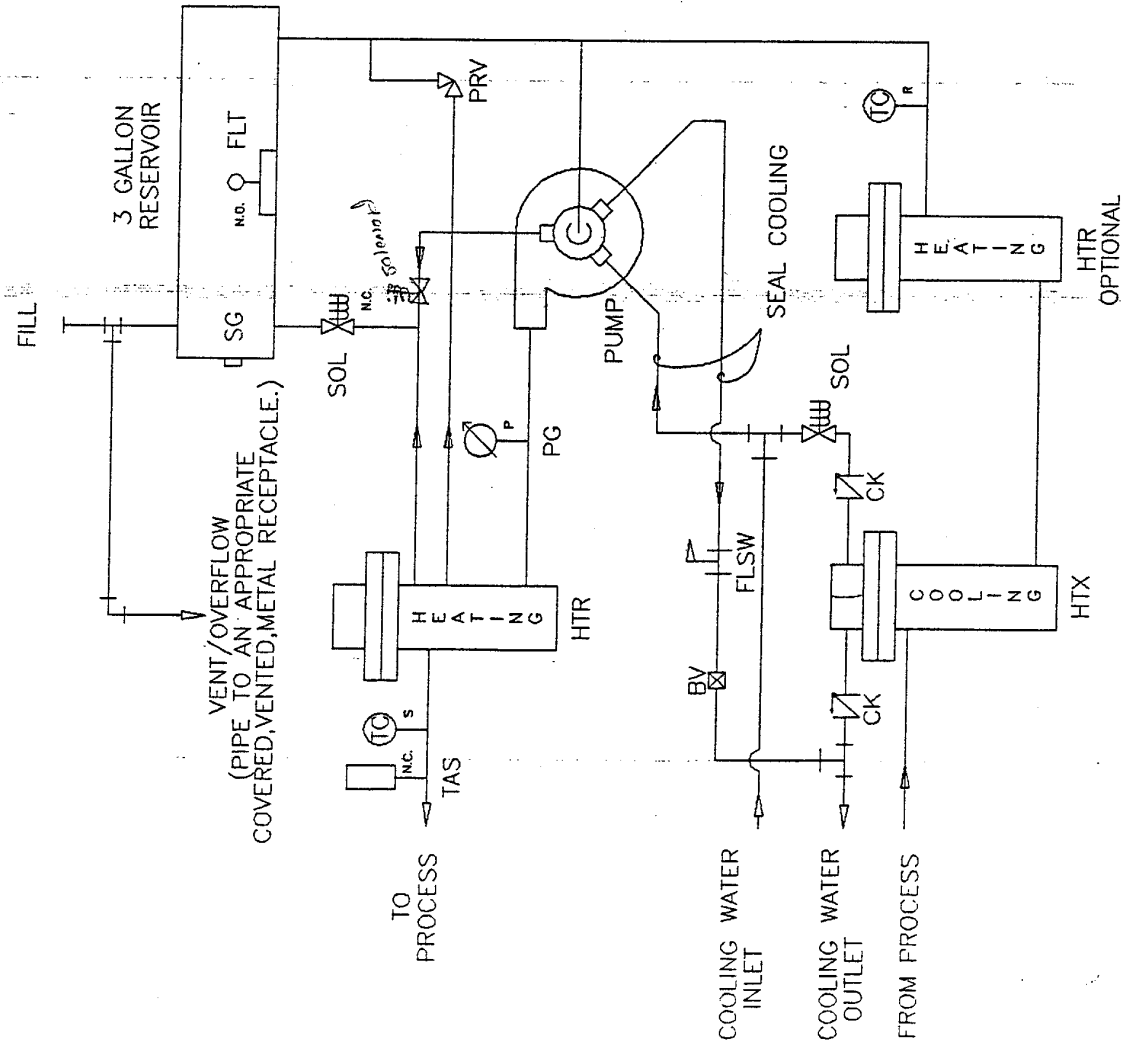 3 GALLON
RESERVOIR
FLT
N.O.
FILL
SG
PRV
TC
R
VENT/OVERFLOW
(PIPE TO AN APPROPRIATE
COVERED,VENTED,METAL RECEPTACLE.)
SOL
N.C.
Solenoid
PUMP
SEAL COOLING
HEATING
HTR
OPTIONAL
P
PG
HEATING
HTR
TC
S
N.C.
TAS
TO
PROCESS
SOL
CK
FLSW
BV
COOLING
HTX
CK
COOLING WATER
INLET
COOLING WATER
OUTLET
FROM PROCESS